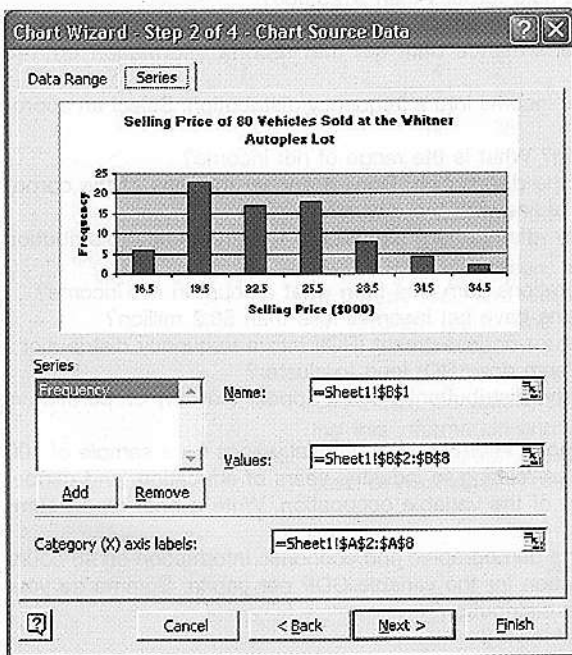 Chart Wizard - Step 2 of 4 - Chart Source Data
Data Range Series
Selling Price of 80 Vehicles Sold at the Whitner
Autoplex Lot
Frequency
25
20
15
10
5
0
16.5 19.5 22.5 25.5 28.5 31.5 34.5
Selling Price ($000)
Series
Frequency
Name: =Sheet1!$B$1
Values: =Sheet1!$B$2:$B$8
Add Remove
Category (X) axis labels: =Sheet1!$A$2:$A$8
Cancel < Back Next > Finish